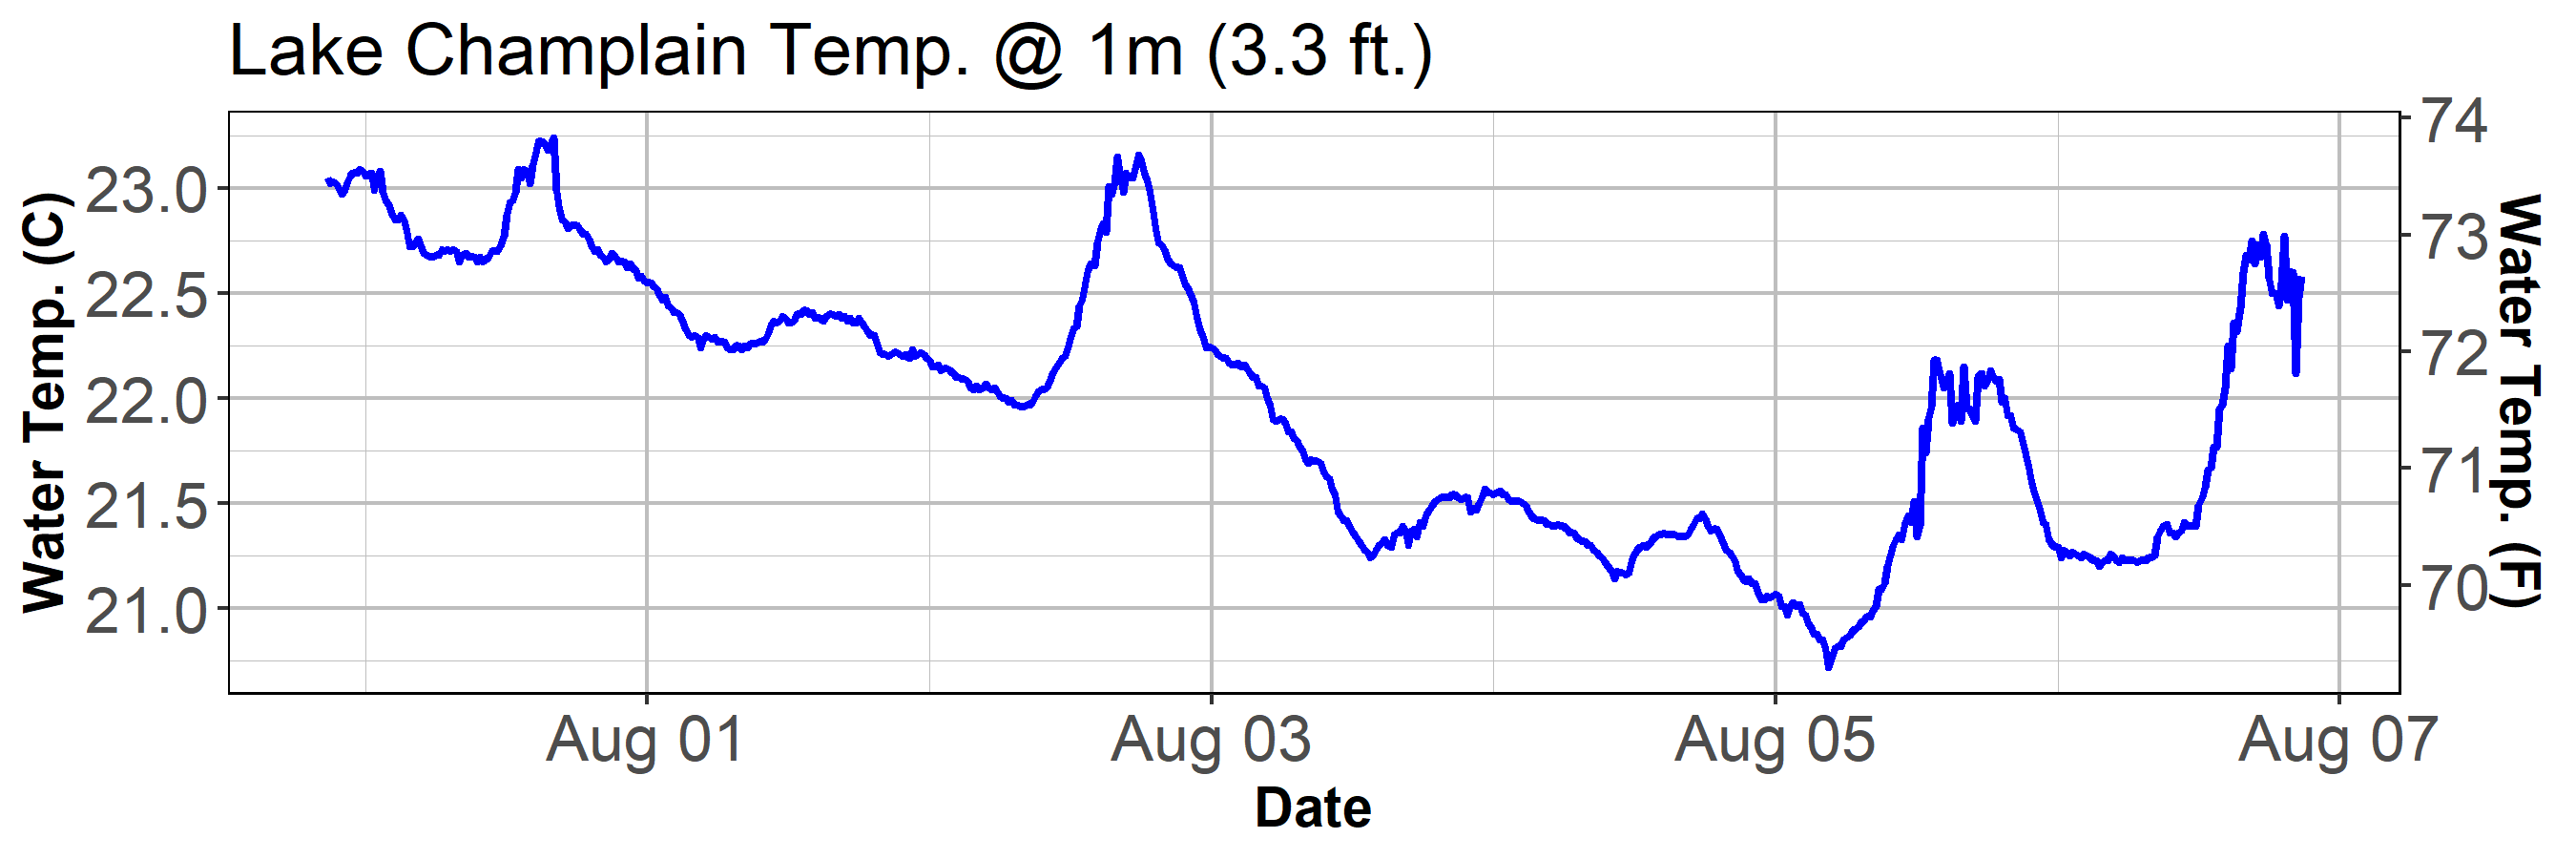 Lake Champlain Temp. @ 1m (3.3 ft.)
Water Temp. (C)
23.0
22.5
22.0
21.5
21.0
74
73
72
71
70
Water Temp. (F)
Aug 01 Aug 03 Aug 05 Aug 07
Date